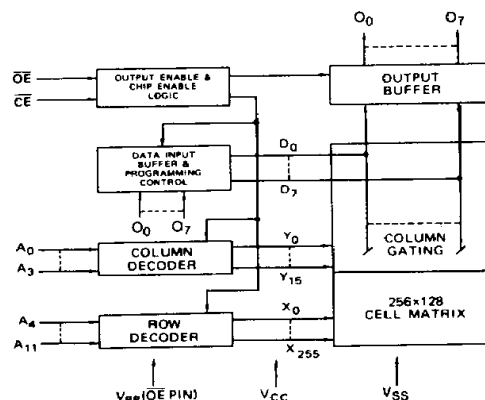 O0 O7
OE
CE
OUTPUT ENABLE &
CHIP ENABLE
LOGIC
OUTPUT
BUFFER
DATA INPUT
BUFFER &
PROGRAMMING
CONTROL
D0
D7
O0 O7
A0
A3
COLUMN
DECODER
Y0
Y15
COLUMN
GATING
A4
A11
ROW
DECODER
X0
X255
256×128
CELL MATRIX
(OE PIN)
VCC
VSS